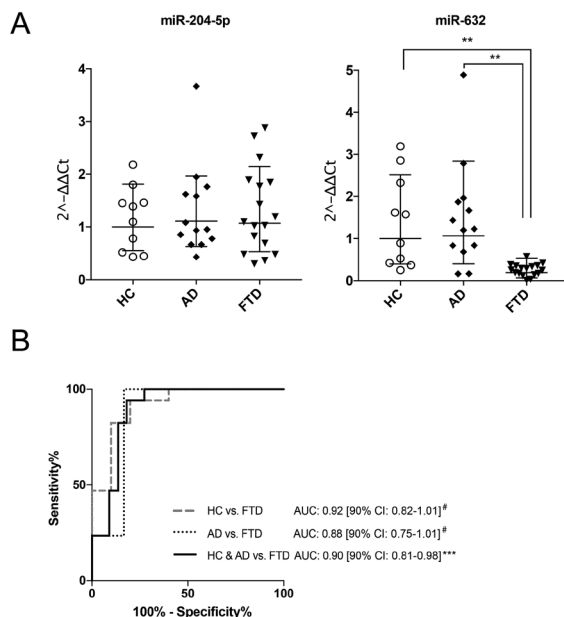 A
miR-204-5p
miR-632
2^-ΔΔCt
4
3
2
1
0
HC
AD
FTD
2^-ΔΔCt
5
4
3
2
1
0
**
**
HC
AD
FTD
B
Sensitivity%
100
50
0
HC vs. FTD AUC: 0.92 [90% CI: 0.82-1.01]#
AD vs. FTD AUC: 0.88 [90% CI: 0.75-1.01]#
HC & AD vs. FTD AUC: 0.90 [90% CI: 0.81-0.98]***
0
50
100
100% - Specificity%